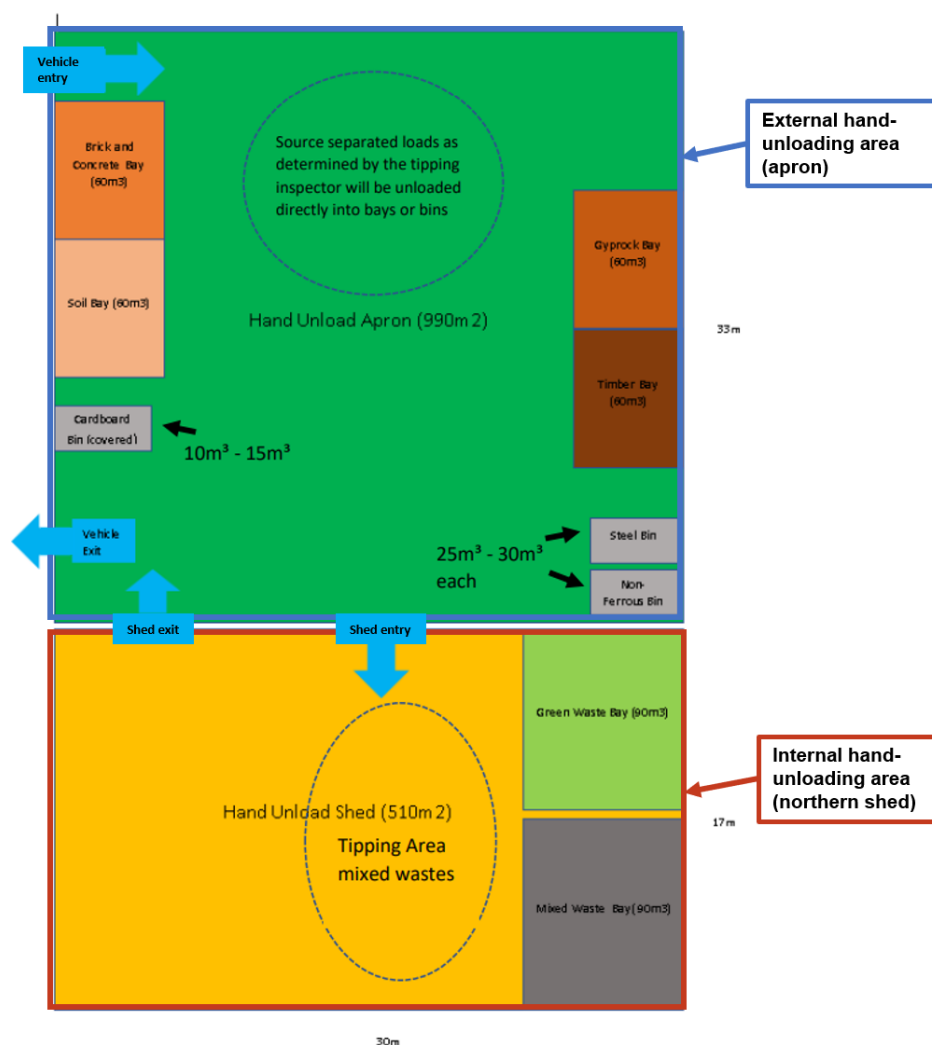 Vehicle
entry
External hand-
unloading area
(apron)
Brick and
Concrete Bay
(60m3)
Source separated loads as
determined by the tipping
inspector will be unloaded
directly into bays or bins
Gyprock Bay
(60m3)
Soil Bay (60m3)
Hand Unload Apron (990m2)
33m
Timber Bay
(60m3)
Cardboard
Bin (covered)
10m³ - 15m³
Vehicle
Exit
25m³ - 30m³
each
Steel Bin
Non-
Ferrous Bin
Shed exit
Shed entry
Green Waste Bay (90m3)
Internal hand-
unloading area
(northern shed)
Hand Unload Shed (510m2)
17m
Tipping Area
mixed wastes
Mixed Waste Bay(90m3)
30m